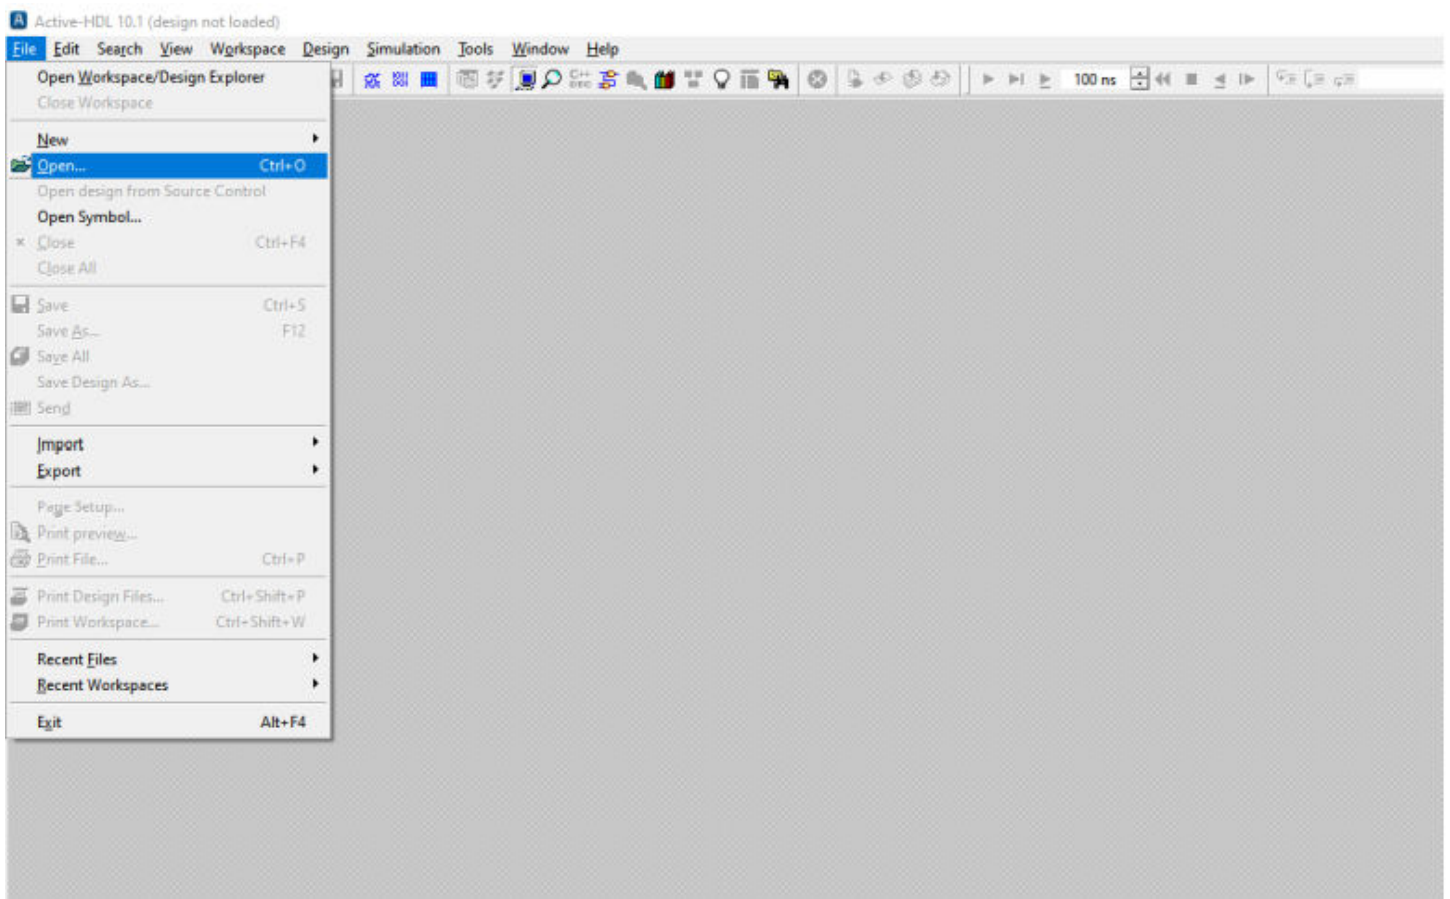 Active-HDL 10.1 (design not loaded)
File Edit Search View Workspace Design Simulation Tools Window Help
100 ns
Open Workspace/Design Explorer
Close Workspace
New
Open... Ctrl+O
Open design from Source Control
Open Symbol...
Close Ctrl+F4
Close All
Save Ctrl+S
Save As... F12
Save All
Save Design As...
Send
Import
Export
Page Setup...
Print preview...
Print File... Ctrl+P
Print Design Files... Ctrl+Shift+P
Print Workspace... Ctrl+Shift+W
Recent Files
Recent Workspaces
Exit Alt+F4